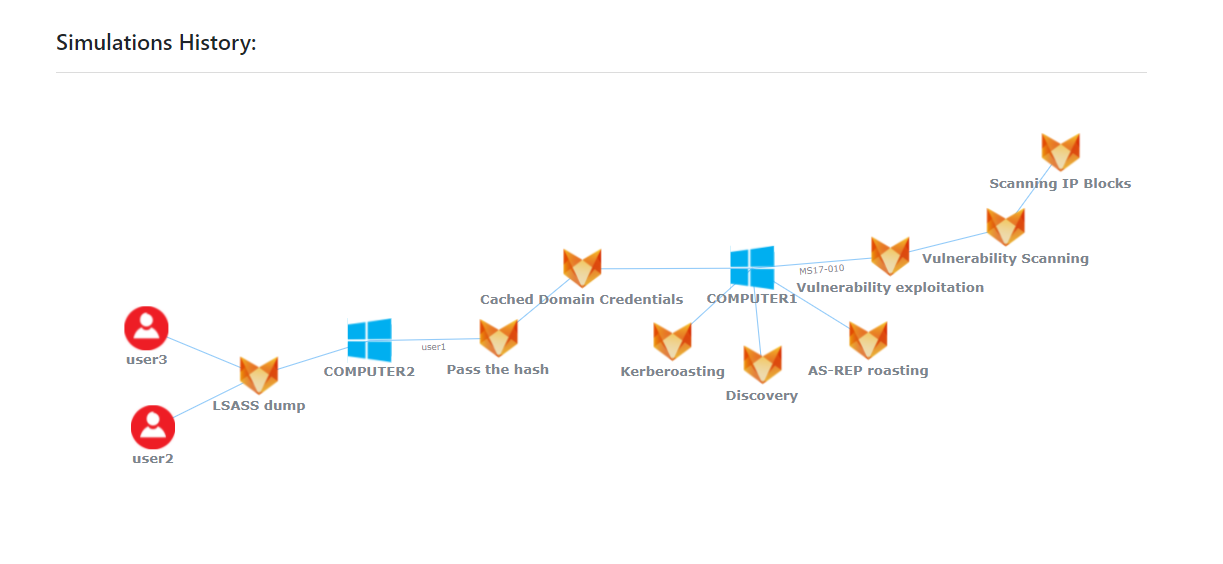 Simulations History:
Scanning IP Blocks
Vulnerability Scanning
MS17-010
Vulnerability exploitation
Cached Domain Credentials
COMPUTER1
user3
user1
COMPUTER2
Pass the hash
Kerberoasting
AS-REP roasting
Discovery
LSASS dump
user2